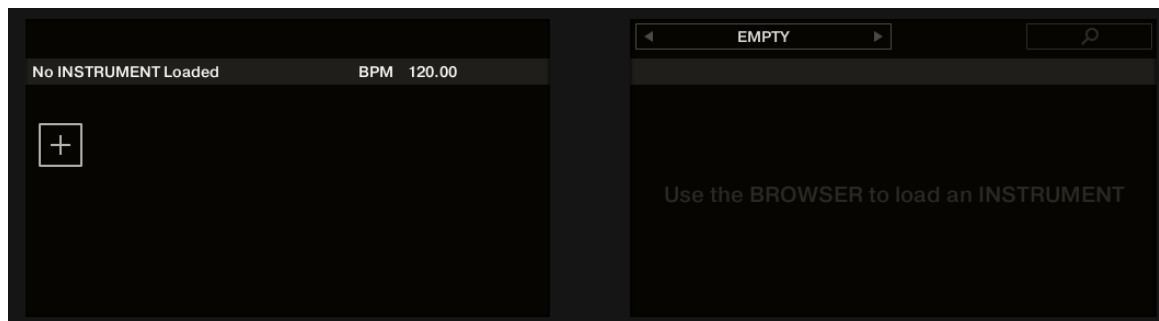 EMPTY
No INSTRUMENT Loaded BPM 120.00
Use the BROWSER to load an INSTRUMENT